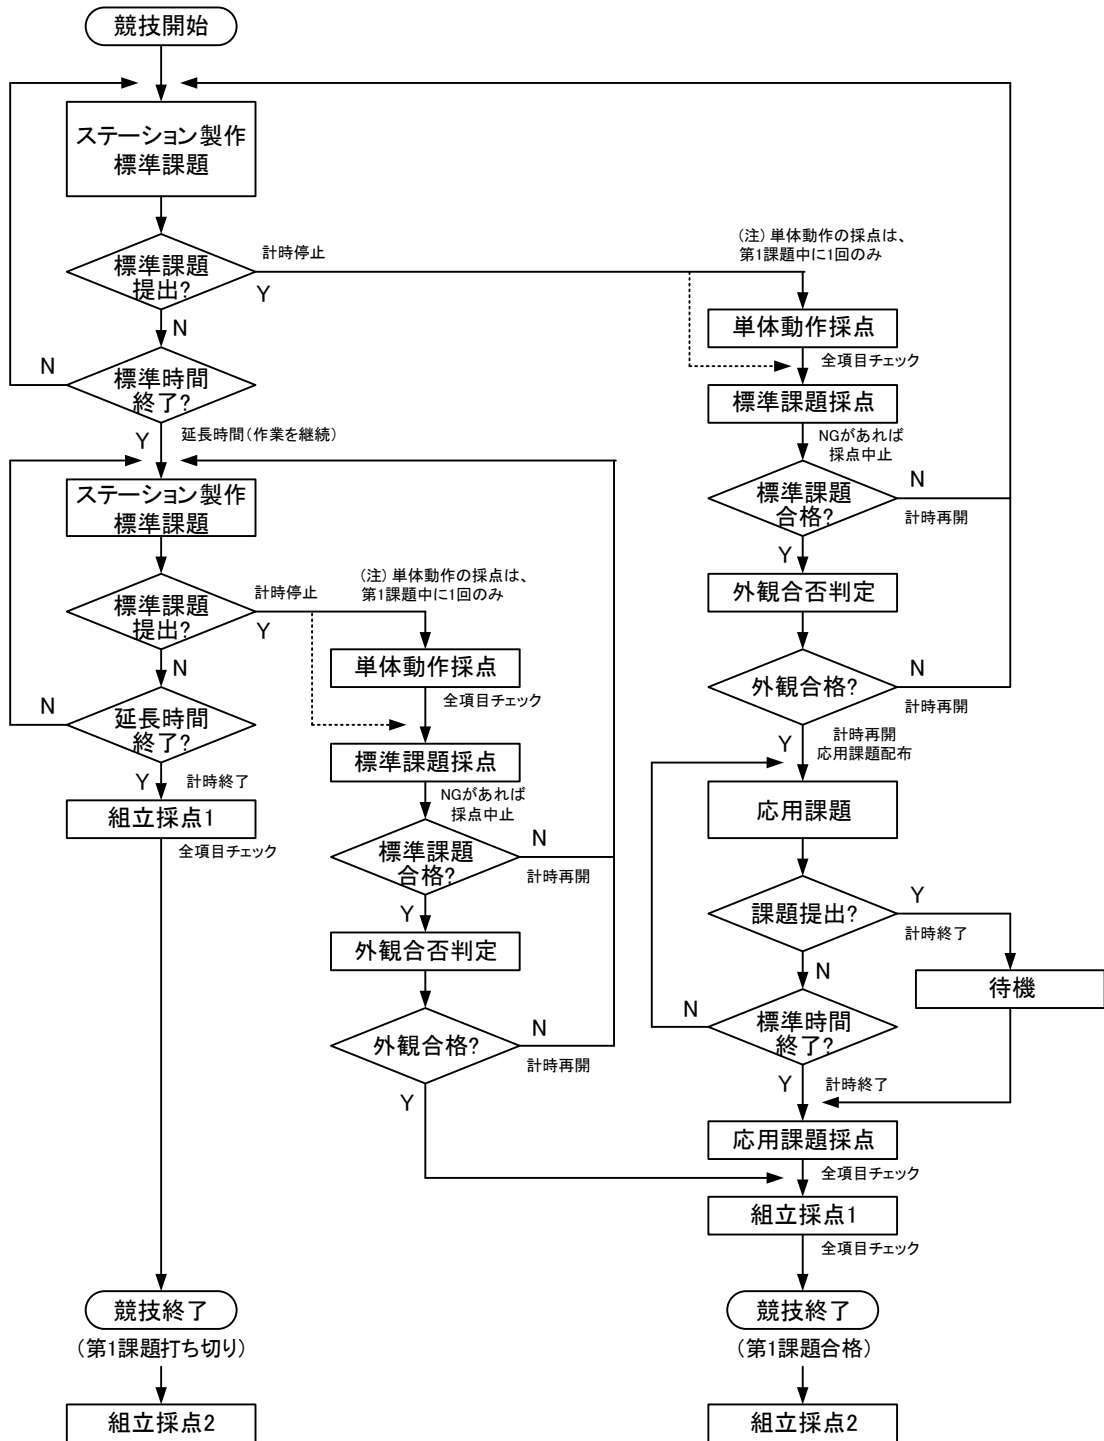 競技開始
ステーション製作
標準課題
標準課題
提出?
計時停止
Y
N
標準時間
終了?
N
Y
延長時間(作業を継続)
ステーション製作
標準課題
標準課題
提出?
計時停止
Y
N
延長時間
終了?
N
Y
計時終了
組立採点1
全項目チェック
競技終了
(第1課題打ち切り)
組立採点2
(注) 単体動作の採点は、
第1課題中に1回のみ
単体動作採点
全項目チェック
標準課題採点
NGがあれば
採点中止
標準課題
合格?
N
計時再開
Y
外観合否判定
外観合格?
N
計時再開
Y
(注) 単体動作の採点は、
第1課題中に1回のみ
単体動作採点
全項目チェック
標準課題採点
NGがあれば
採点中止
標準課題
合格?
N
計時再開
Y
外観合否判定
外観合格?
N
計時再開
Y
計時再開
応用課題配布
応用課題
課題提出?
Y
計時終了
待機
N
標準時間
終了?
N
Y
計時終了
応用課題採点
全項目チェック
組立採点1
全項目チェック
競技終了
(第1課題合格)
組立採点2